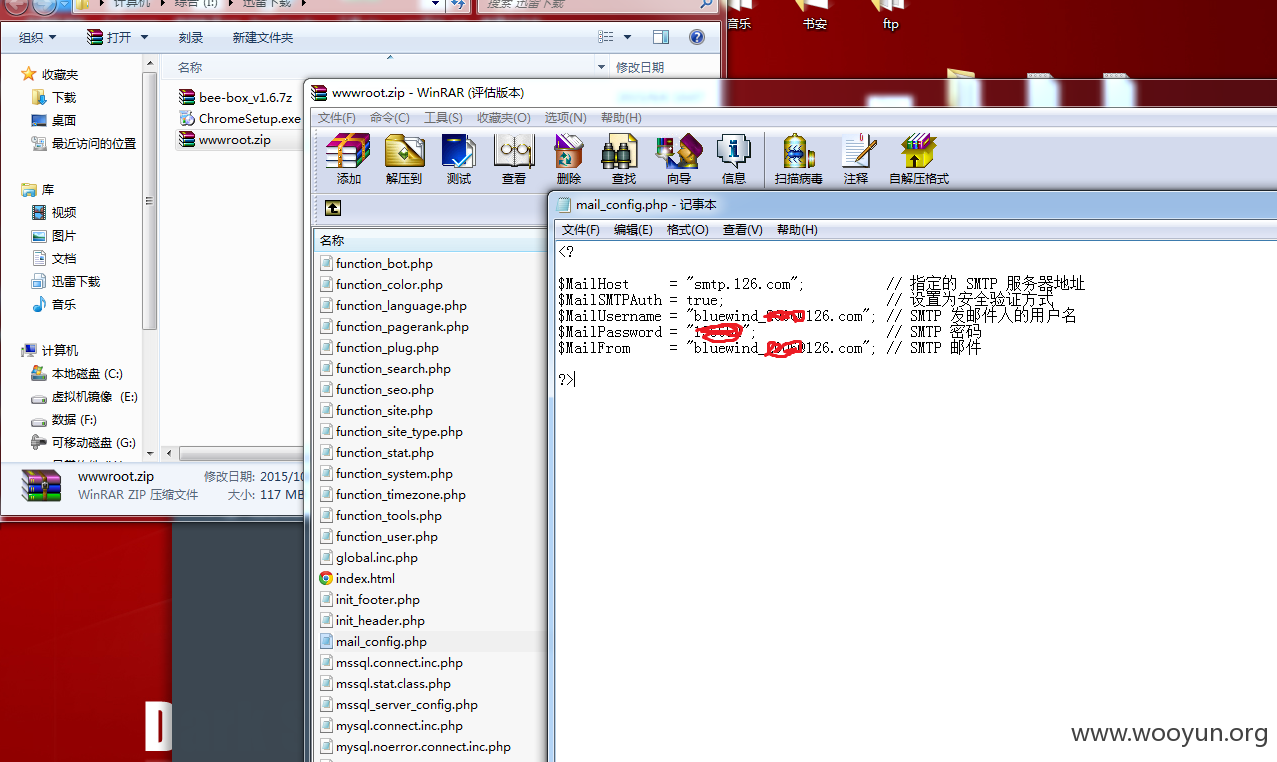 计算机 ▸ 综合 (I:) ▸ 迅雷下载
搜索 迅雷下载
音乐
书安
ftp
组织
打开
刻录
新建文件夹
名称
修改日期
收藏夹
下载
桌面
最近访问的位置
库
视频
图片
文档
迅雷下载
音乐
计算机
本地磁盘 (C:)
虚拟机镜像 (E:)
数据 (F:)
可移动磁盘 (G:)
bee-box_v1.6.7z
ChromeSetup.exe
wwwroot.zip
wwwroot.zip
修改日期: 2015/10
WinRAR ZIP 压缩文件
大小: 117 MB
wwwroot.zip - WinRAR (评估版本)
文件(F) 命令(C) 工具(S) 收藏夹(O) 选项(N) 帮助(H)
添加 解压到 测试 查看 删除 查找 向导 信息 扫描病毒 注释 自解压格式
名称
function_bot.php
function_color.php
function_language.php
function_pagerank.php
function_plug.php
function_search.php
function_seo.php
function_site.php
function_site_type.php
function_stat.php
function_system.php
function_timezone.php
function_tools.php
function_user.php
global.inc.php
index.html
init_footer.php
init_header.php
mail_config.php
mssql.connect.inc.php
mssql.stat.class.php
mssql_server_config.php
mysql.connect.inc.php
mysql.noerror.connect.inc.php
mail_config.php - 记事本
文件(F) 编辑(E) 格式(O) 查看(V) 帮助(H)
<?
$MailHost = "smtp.126.com"; // 指定的 SMTP 服务器地址
$MailSMTPAuth = true; // 设置为安全验证方式
$MailUsername = "bluewind_@126.com"; // SMTP 发邮件人的用户名
$MailPassword = ""; // SMTP 密码
$MailFrom = "bluewind_@126.com"; // SMTP 邮件
?>
D
www.wooyun.org